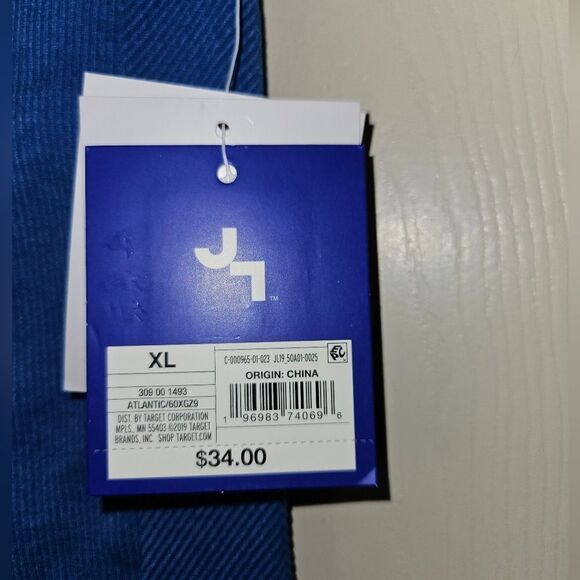 JL™
XL
C-000965-01-023 JL19_50A01-0025
ORIGIN: CHINA
309 00 1493
ATLANTIC/60XGZ9
DIST. BY TARGET CORPORATION
MPLS., MN 55403 ©2019 TARGET
BRANDS, INC. SHOP TARGET.COM
1 96983 74069 6
$34.00